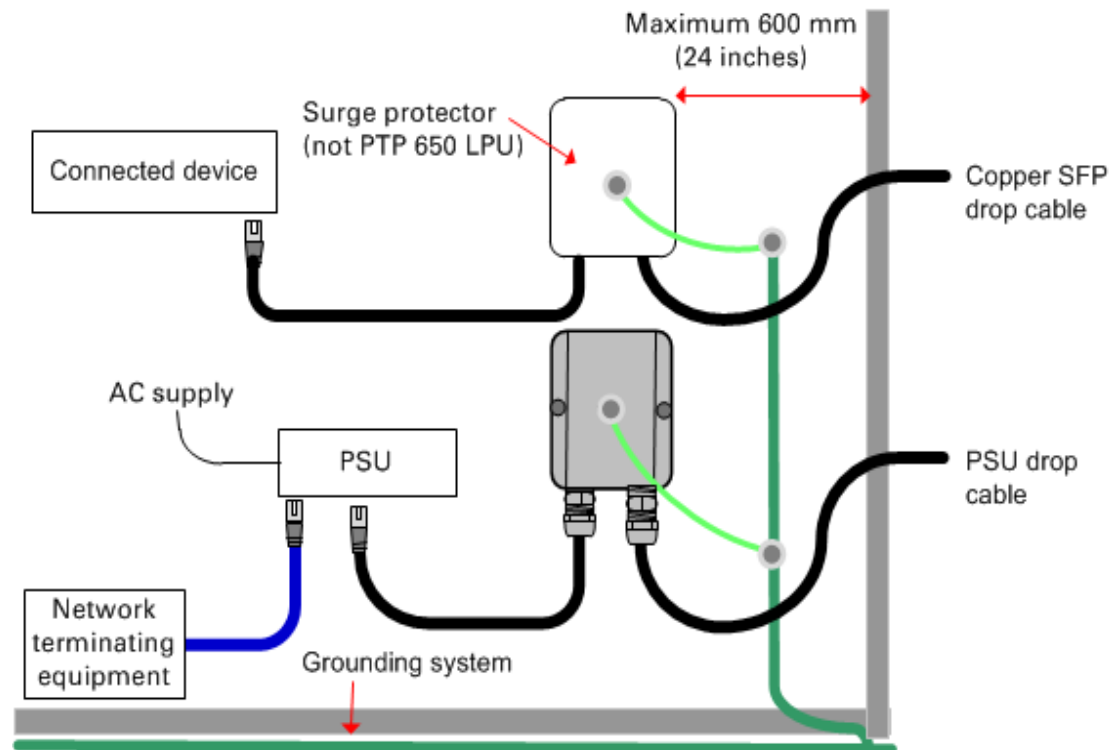 Maximum 600 mm
(24 inches)
Surge protector
(not PTP 650 LPU)
Connected device
Copper SFP
drop cable
AC supply
PSU
PSU drop
cable
Network
terminating
equipment
Grounding system